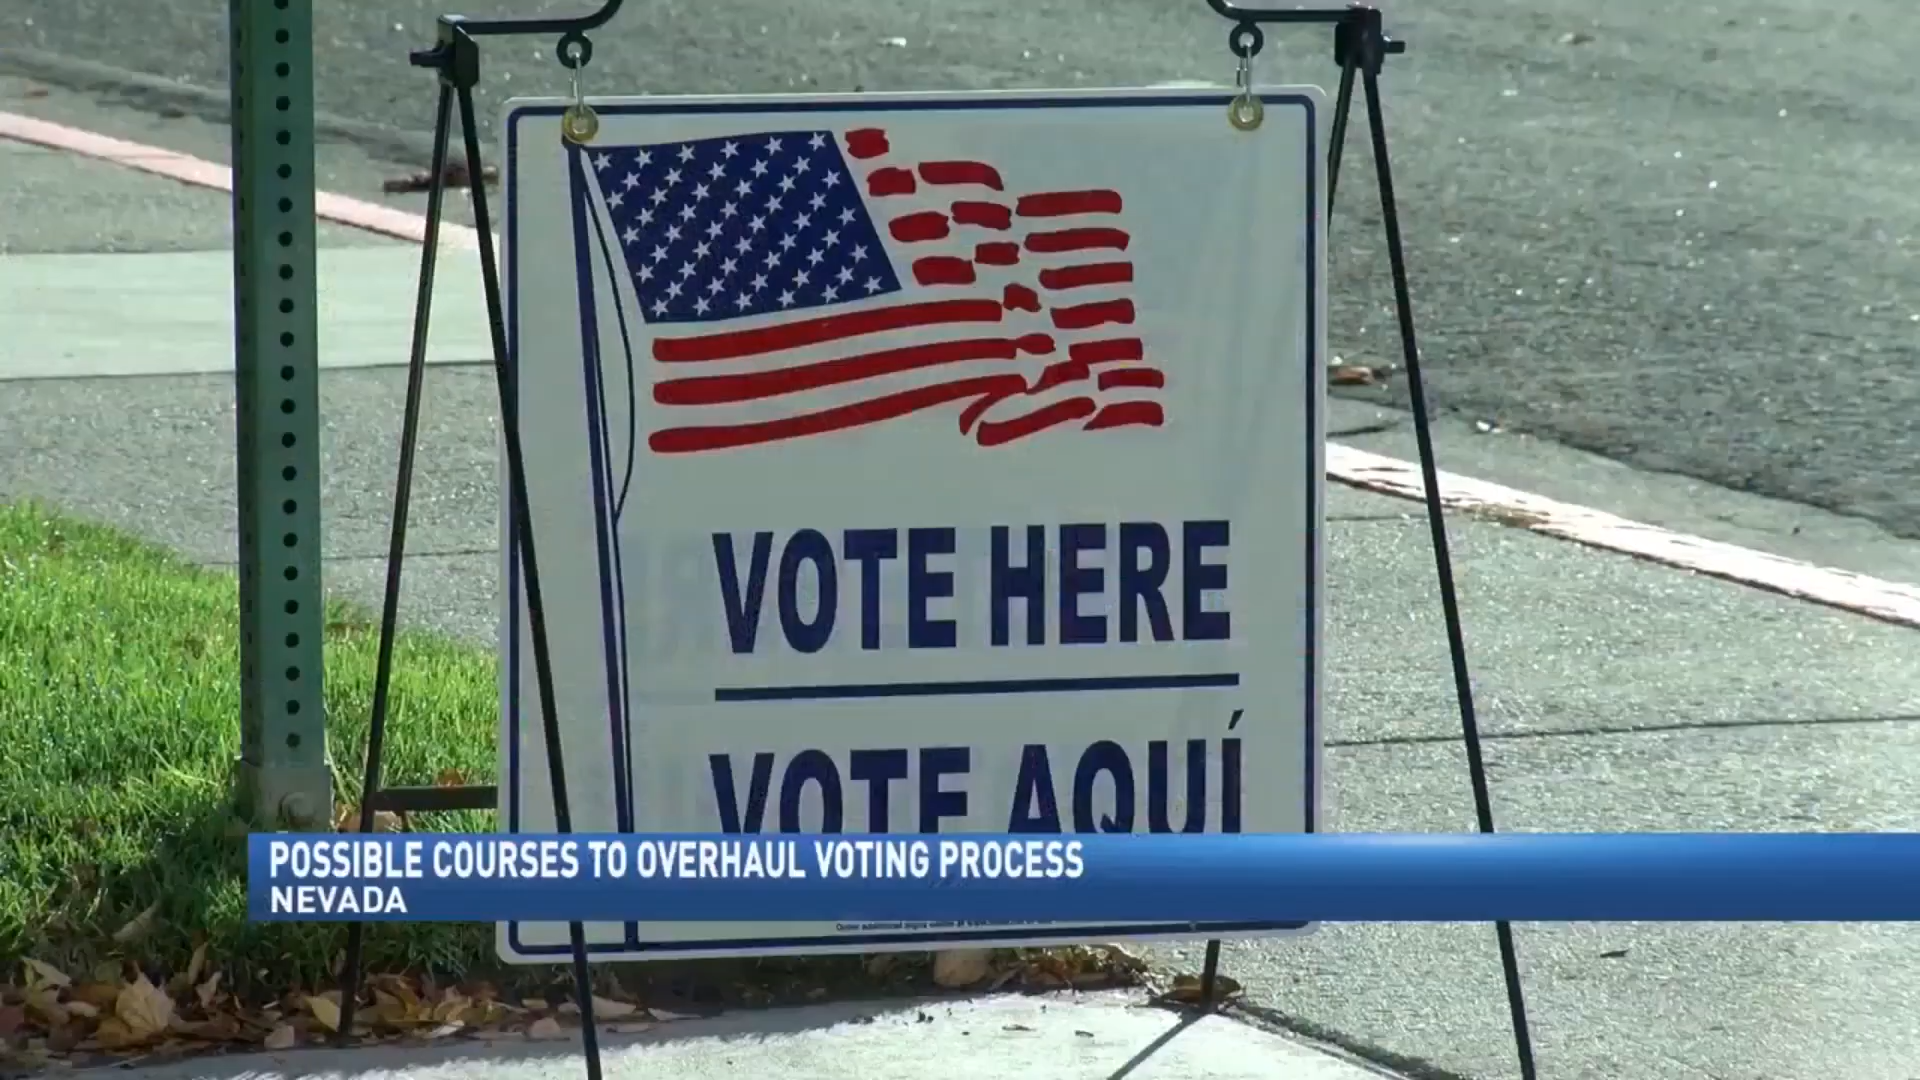 VOTE HERE
VOTE AQUÍ
POSSIBLE COURSES TO OVERHAUL VOTING PROCESS
NEVADA